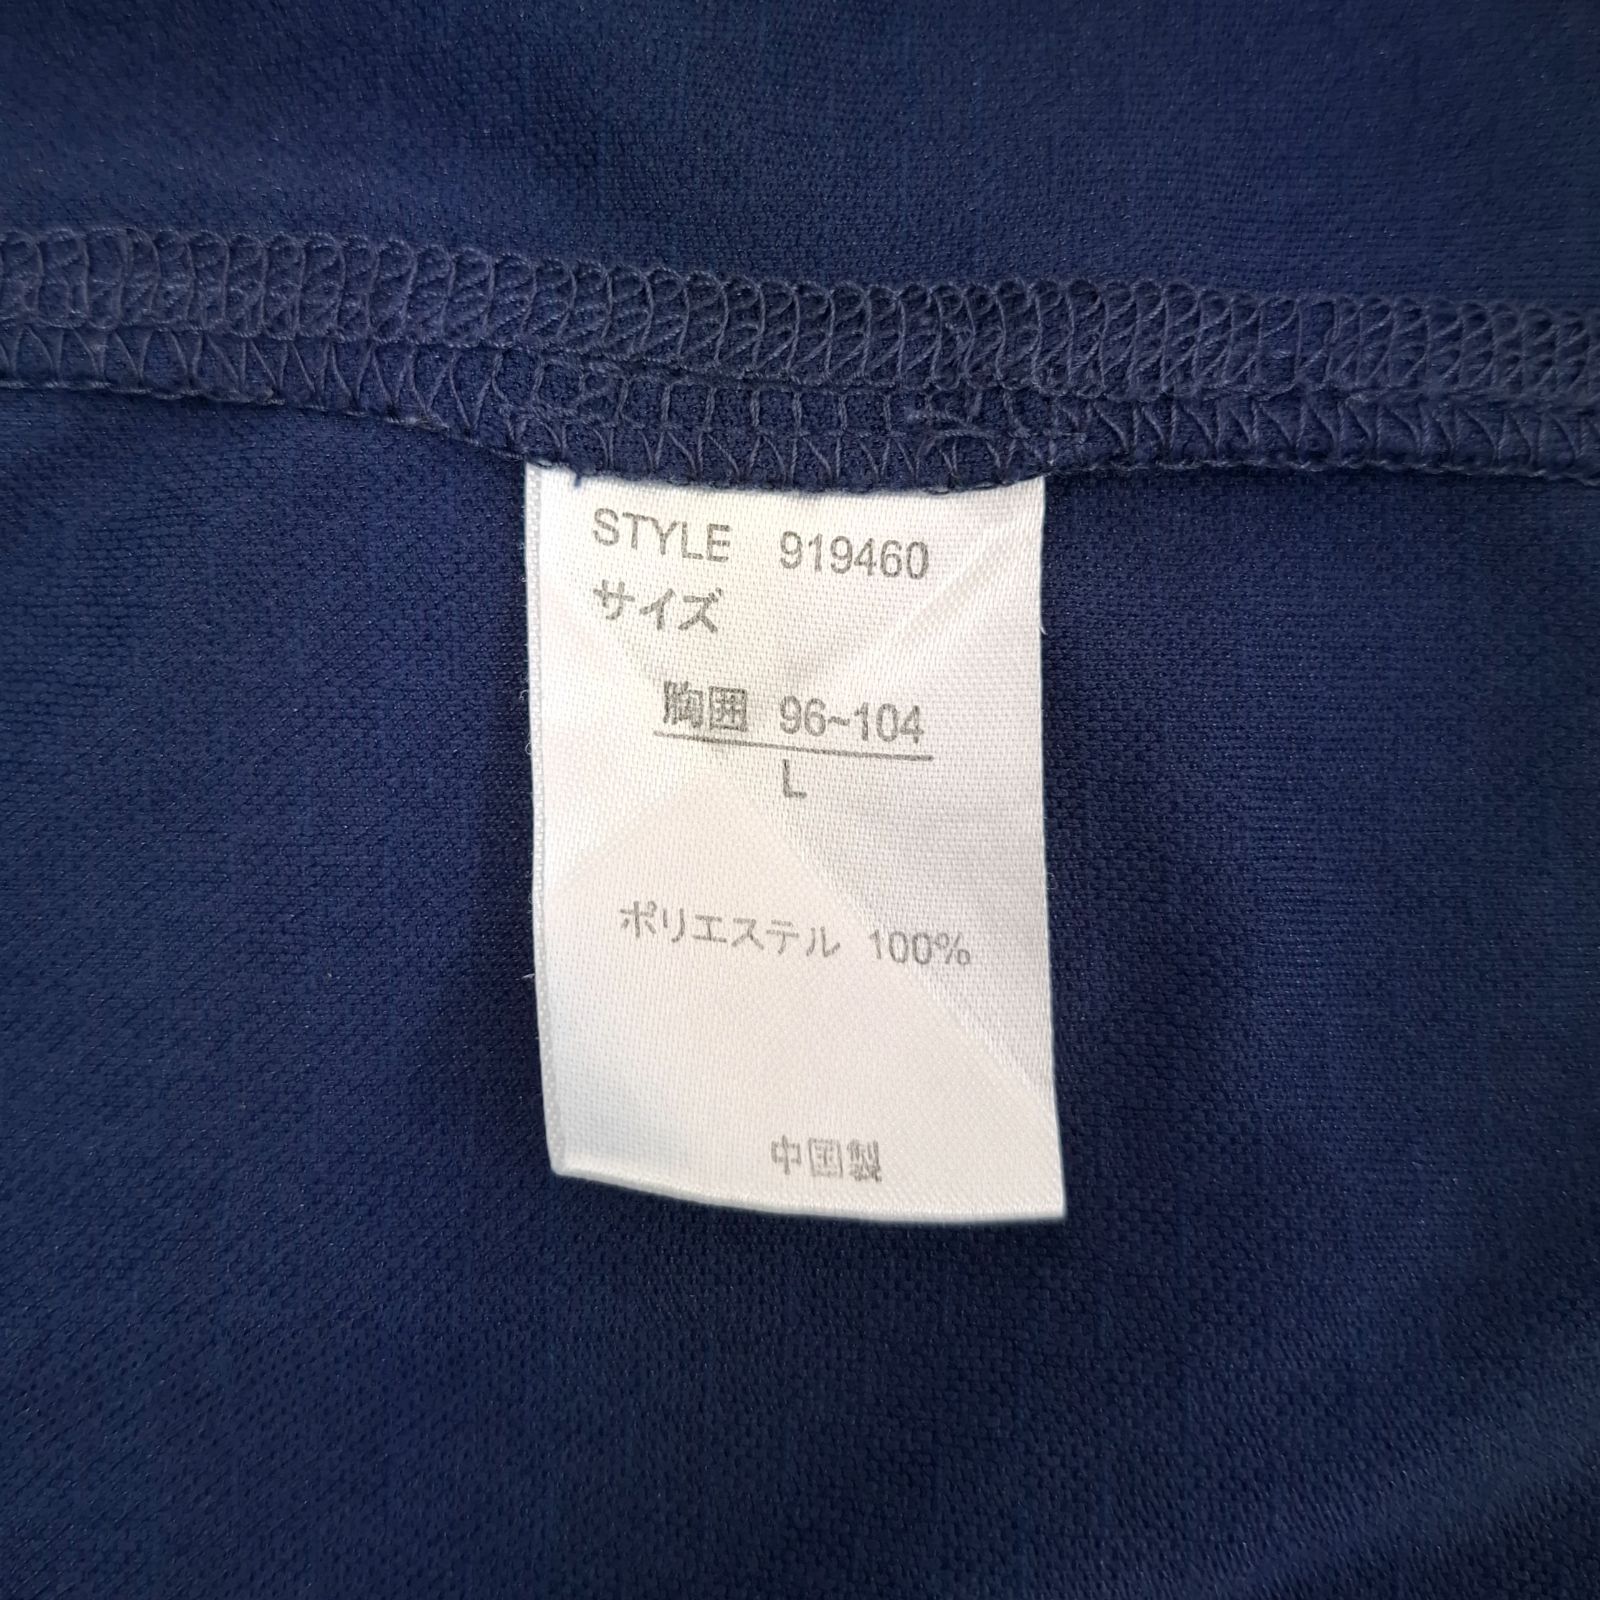 STYLE 919460
サイズ
胸囲 96~104
L
ポリエステル 100%
中国製